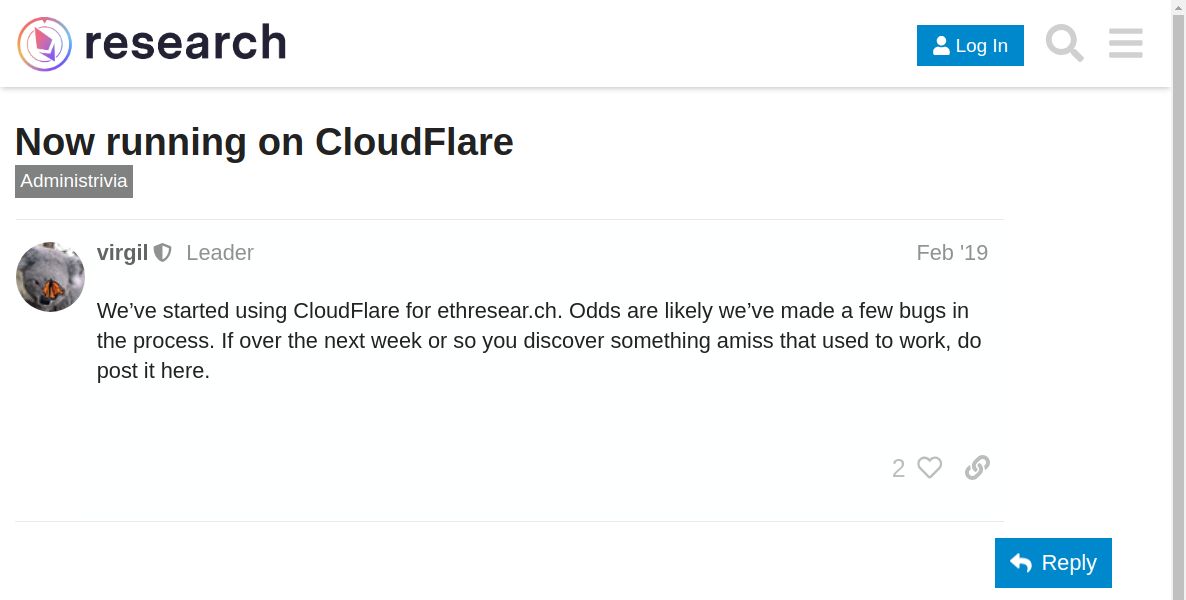 research
Log In
Now running on CloudFlare
Administrivia
virgil Leader Feb '19
We’ve started using CloudFlare for ethresear.ch. Odds are likely we’ve made a few bugs in
the process. If over the next week or so you discover something amiss that used to work, do
post it here.
2
Reply